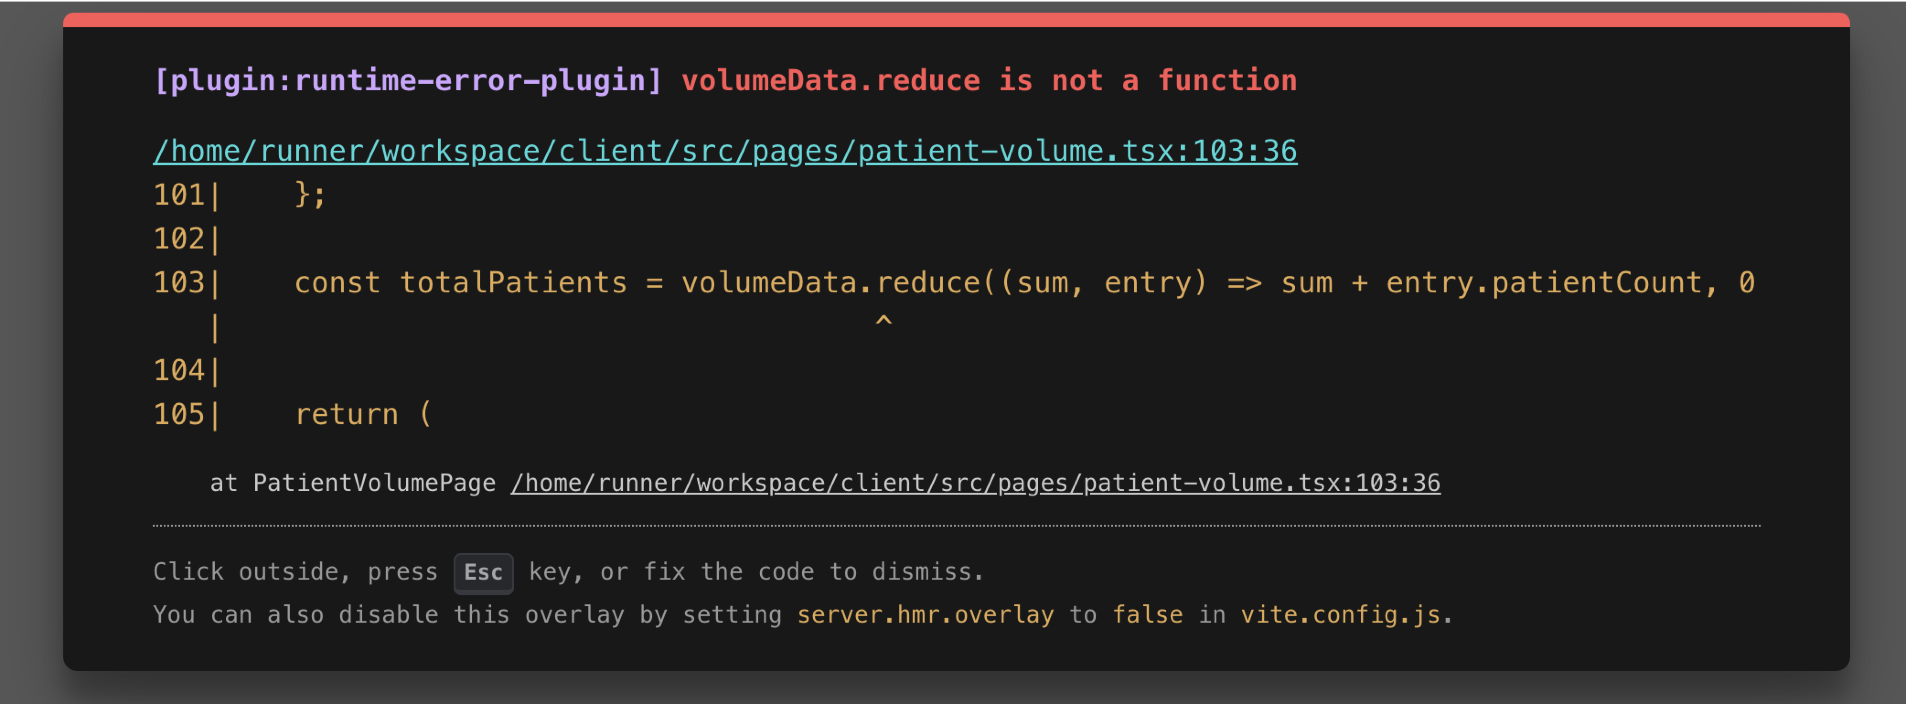 [plugin:runtime-error-plugin] volumeData.reduce is not a function
/home/runner/workspace/client/src/pages/patient-volume.tsx:103:36
101|    };
102|
103|    const totalPatients = volumeData.reduce((sum, entry) => sum + entry.patientCount, 0
   |                                     ^
104|
105|    return (
    at PatientVolumePage /home/runner/workspace/client/src/pages/patient-volume.tsx:103:36
Click outside, press Esc key, or fix the code to dismiss.
You can also disable this overlay by setting server.hmr.overlay to false in vite.config.js.